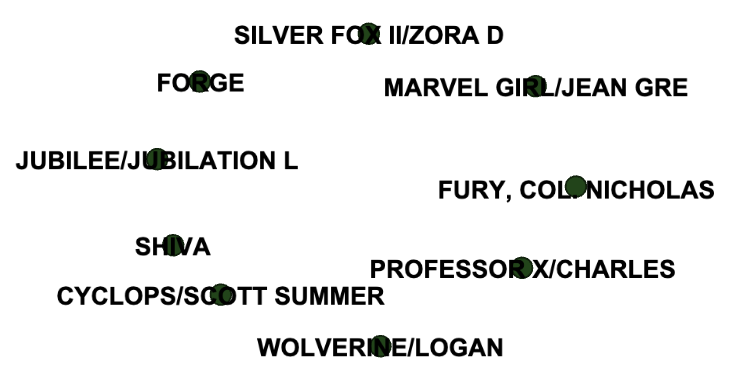 SILVER FOX II/ZORA D
FORGE
MARVEL GIRL/JEAN GRE
JUBILEE/JUBILATION L
FURY, COL. NICHOLAS
SHIVA
PROFESSOR X/CHARLES
CYCLOPS/SCOTT SUMMER
WOLVERINE/LOGAN